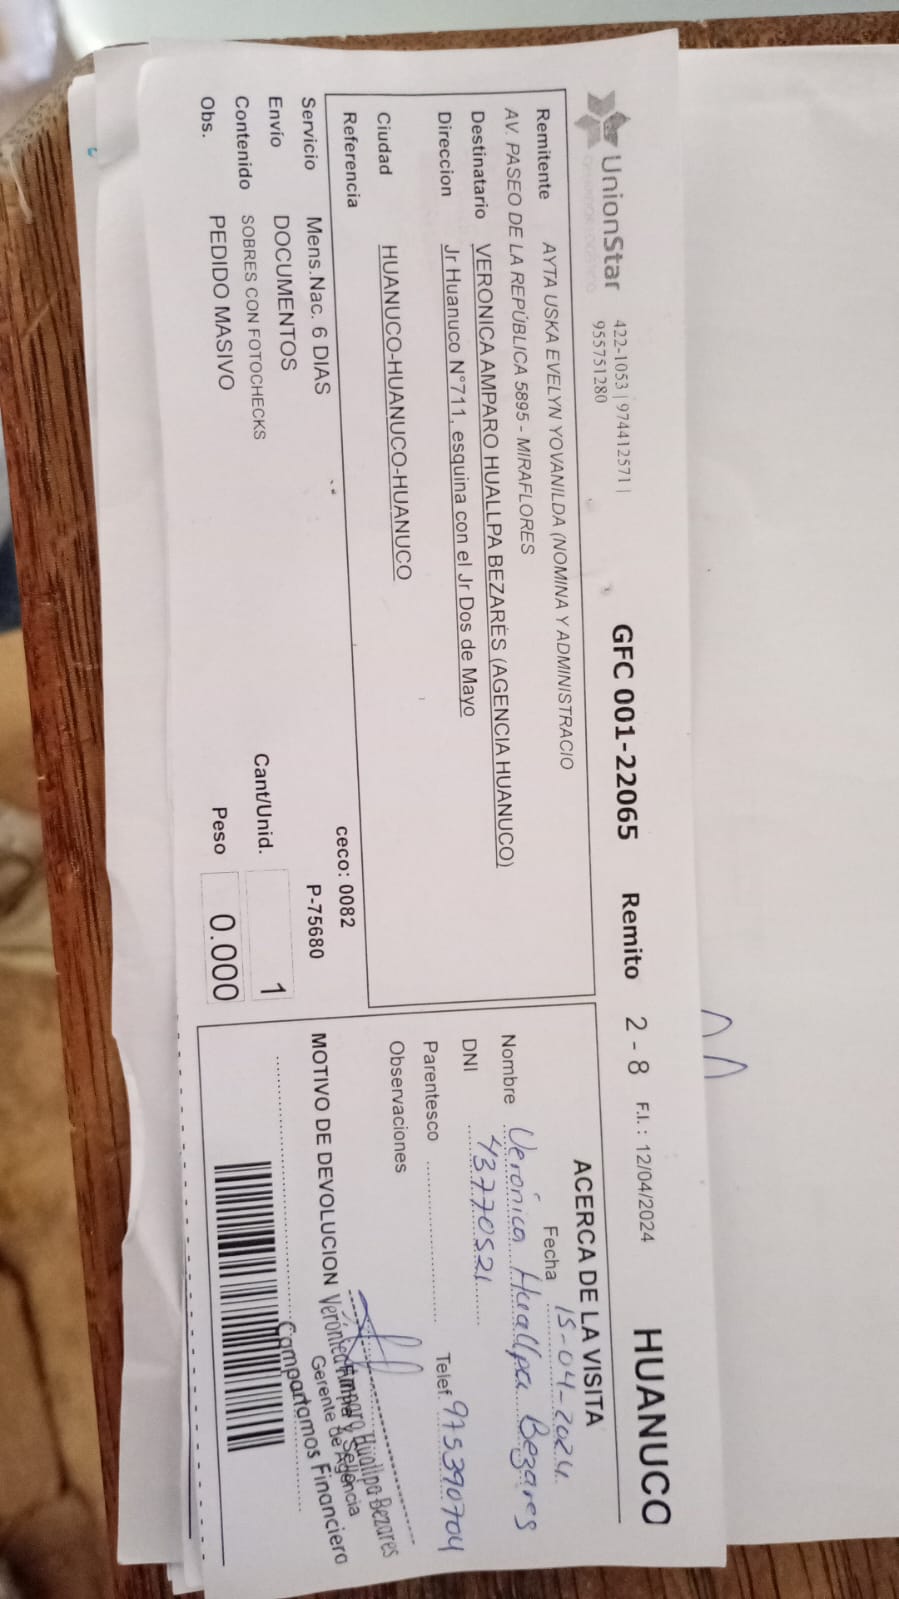 UnionStar
422-1053 | 974412571 |
955751280
GFC 001-22065 Remito 2 - 8 F.I. : 12/04/2024 HUANUCO
Remitente AYTA USKA EVELYN YOVANILDA (NOMINA Y ADMINISTRACIO
AV. PASEO DE LA REPÚBLICA 5895 - MIRAFLORES
Destinatario VERONICA AMPARO HUALLPA BEZARES (AGENCIA HUANUCO)
Direccion Jr Huanuco N°711, esquina con el Jr Dos de Mayo
Ciudad HUANUCO-HUANUCO-HUANUCO
Referencia
ceco: 0082
Servicio Mens.Nac. 6 DIAS P-75680
Envío DOCUMENTOS
Cant/Unid. 1
Contenido SOBRES CON FOTOCHECKS
Obs. PEDIDO MASIVO
Peso 0.000
ACERCA DE LA VISITA
Fecha 15-04-2024
Nombre Verónica Huallpa Bezares
DNI 43770521
Parentesco Telef. 975390704
Observaciones
MOTIVO DE DEVOLUCION
Verónica Amparo Huallpa Bezares
Gerente de Agencia
Compartamos Financiera